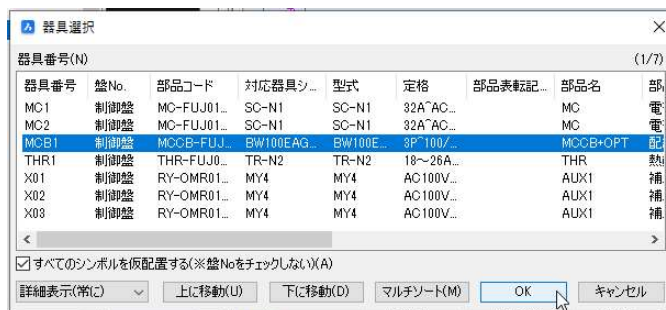 器具選択
器具番号(N) (1/7)
器具番号 盤No. 部品コード 対応器具シ... 型式 定格 部品表転記... 部品名
MC1 制御盤 MC-FUJ01... SC-N1 SC-N1 32A^AC... MC
MC2 制御盤 MC-FUJ01... SC-N1 SC-N1 32A^AC... MC
MCB1 制御盤 MCCB-FUJ... BW100EAG... BW100E... 3P^100/... MCCB+OPT 配
THR1 制御盤 THR-FUJ0... TR-N2 TR-N2 18~26A... THR
X01 制御盤 RY-OMR01... MY4 MY4 AC100V... AUX1 補
X02 制御盤 RY-OMR01... MY4 MY4 AC100V... AUX1 補
X03 制御盤 RY-OMR01... MY4 MY4 AC100V... AUX1 補
すべてのシンボルを仮配置する(※盤Noをチェックしない)(A)
詳細表示(常に) 上に移動(U) 下に移動(D) マルチソート(M) OK キャンセル